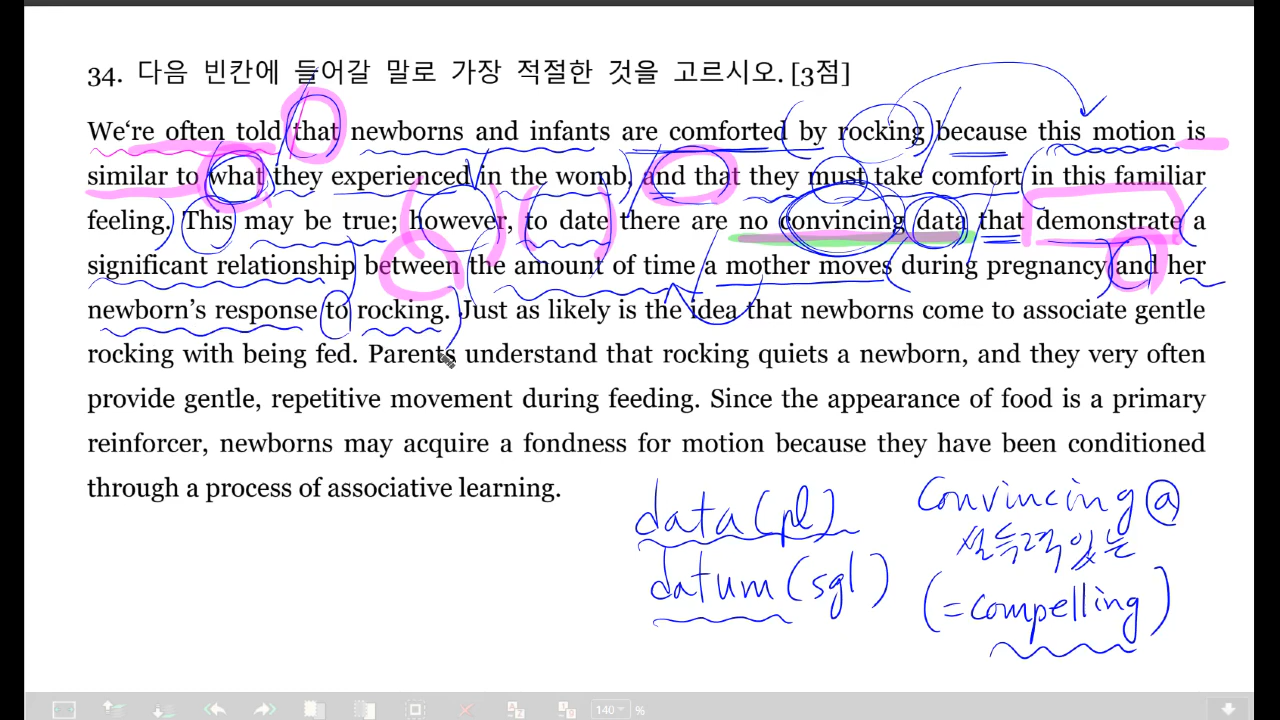 34. 다음 빈칸에 들어갈 말로 가장 적절한 것을 고르시오. [3점]
We‘re often told that newborns and infants are comforted by rocking because this motion is
similar to what they experienced in the womb, and that they must take comfort in this familiar
feeling. This may be true; however, to date there are no convincing data that demonstrate a
significant relationship between the amount of time a mother moves during pregnancy and her
newborn’s response to rocking. Just as likely is the idea that newborns come to associate gentle
rocking with being fed. Parents understand that rocking quiets a newborn, and they very often
provide gentle, repetitive movement during feeding. Since the appearance of food is a primary
reinforcer, newborns may acquire a fondness for motion because they have been conditioned
through a process of associative learning.
data (pl)
datum (sgl)
Convincing ⓐ
설득력 있는
(= compelling)
140 %